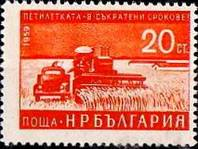 ПЕТИЛЕТКАТА - В СЪКРАТЕНИ СРОКОВЕ
1959
20 СТ.
ПОЩА · НР БЪЛГАРИЯ